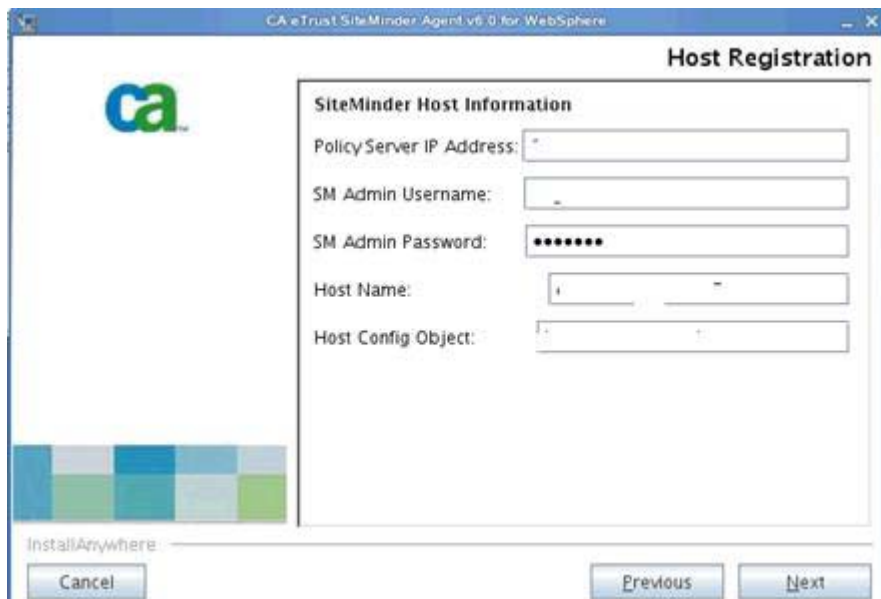 CA eTrust SiteMinder Agent v6.0 for WebSphere
Host Registration
ca
SiteMinder Host Information
Policy Server IP Address:
SM Admin Username:
SM Admin Password: •••••••
Host Name:
Host Config Object:
InstallAnywhere
Cancel
Previous
Next